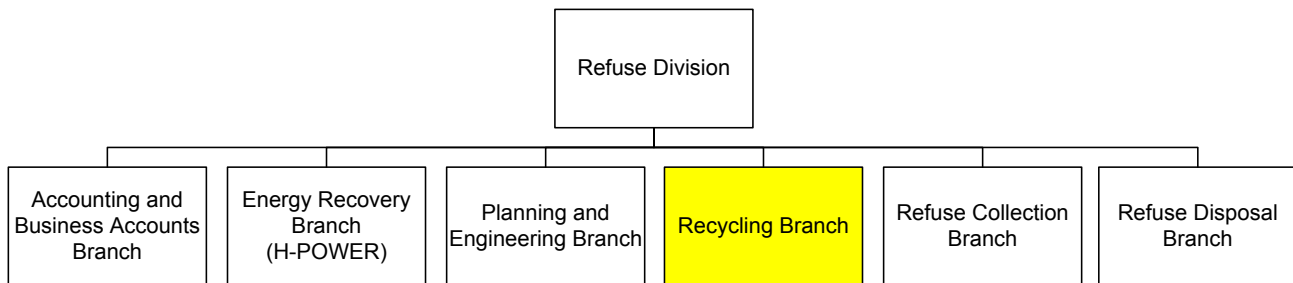 Refuse Division
Accounting and
Business Accounts
Branch
Energy Recovery
Branch
(H-POWER)
Planning and
Engineering Branch
Recycling Branch
Refuse Collection
Branch
Refuse Disposal
Branch